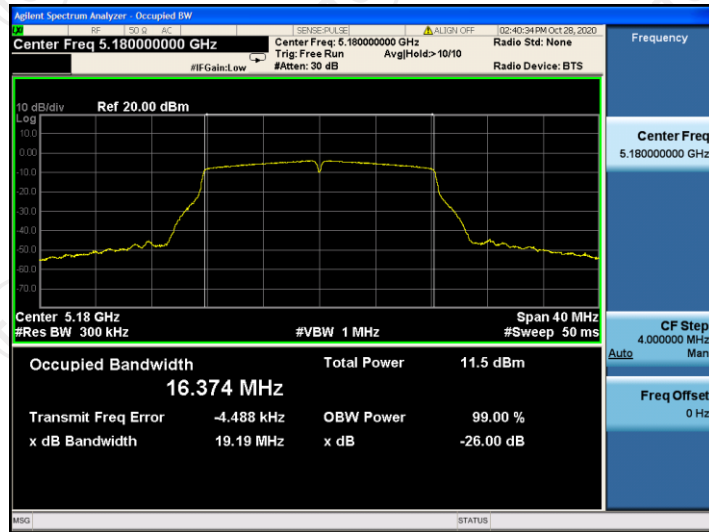 Agilent Spectrum Analyzer - Occupied BW
RF 50 Ω AC SENSE:PULSE ALIGN OFF 02:40:34 PM Oct 28, 2020
Center Freq 5.180000000 GHz
Center Freq: 5.180000000 GHz
Radio Std: None
Trig: Free Run Avg|Hold:>10/10
#IFGain:Low
#Atten: 30 dB
Radio Device: BTS
10 dB/div Ref 20.00 dBm
Log
10.0
0.00
-10.0
-20.0
-30.0
-40.0
-50.0
-60.0
-70.0
Center 5.18 GHz Span 40 MHz
#Res BW 300 kHz #VBW 1 MHz #Sweep 50 ms
Occupied Bandwidth Total Power 11.5 dBm
16.374 MHz
Transmit Freq Error -4.488 kHz OBW Power 99.00 %
x dB Bandwidth 19.19 MHz x dB -26.00 dB
MSG STATUS
Frequency
Center Freq
5.180000000 GHz
CF Step
4.000000 MHz
Auto Man
Freq Offset
0 Hz